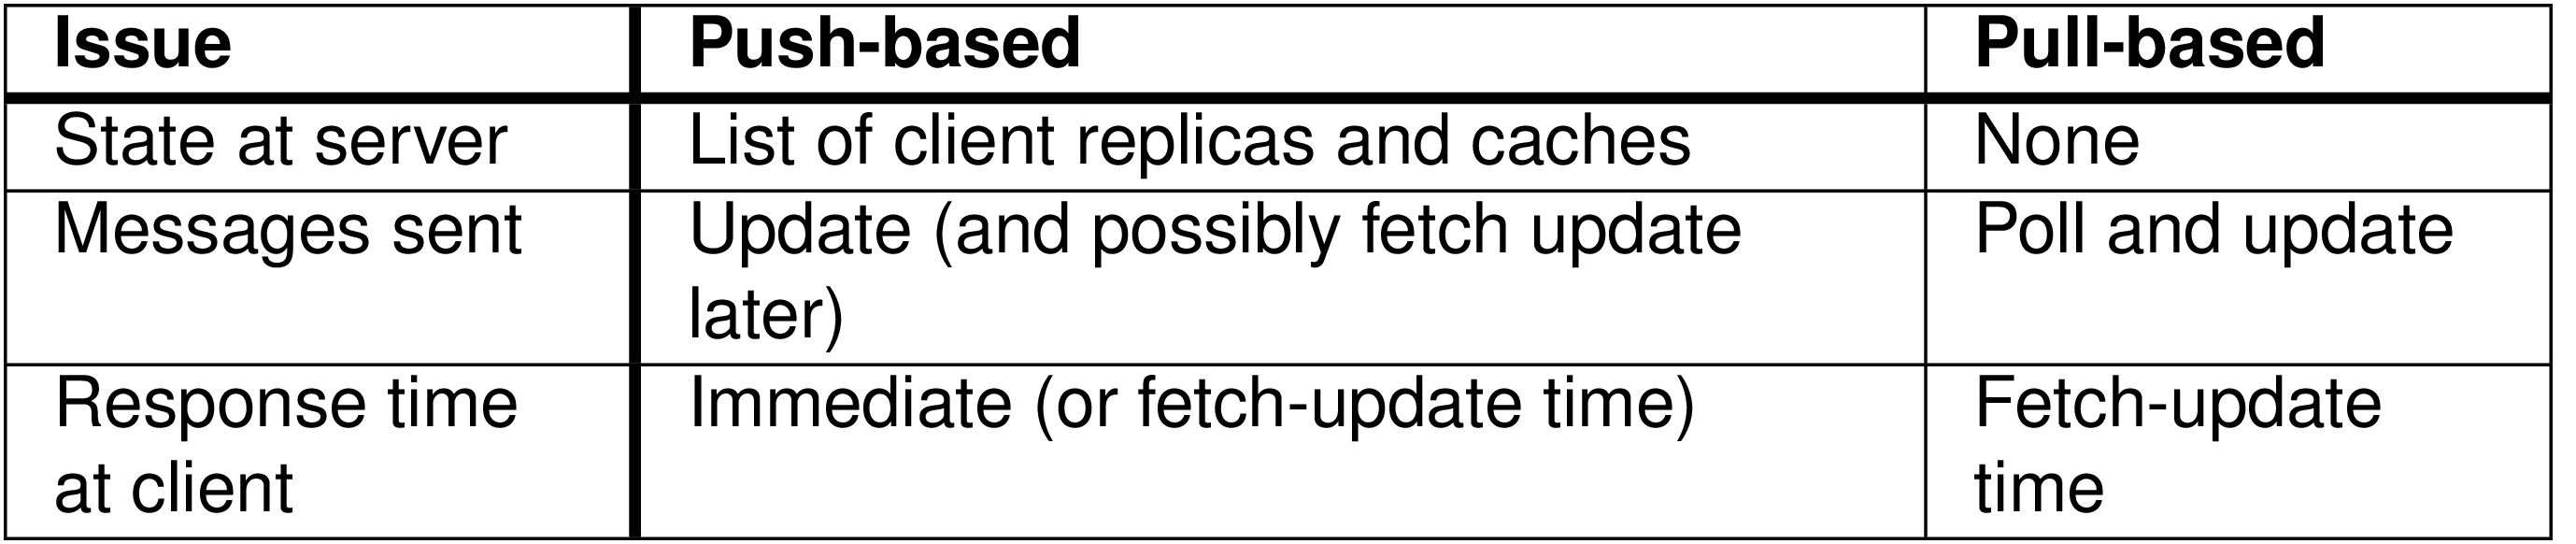 Issue Push-based Pull-based
State at server List of client replicas and caches None
Messages sent Update (and possibly fetch update Poll and update
later)
Response time Immediate (or fetch-update time) Fetch-update
at client time